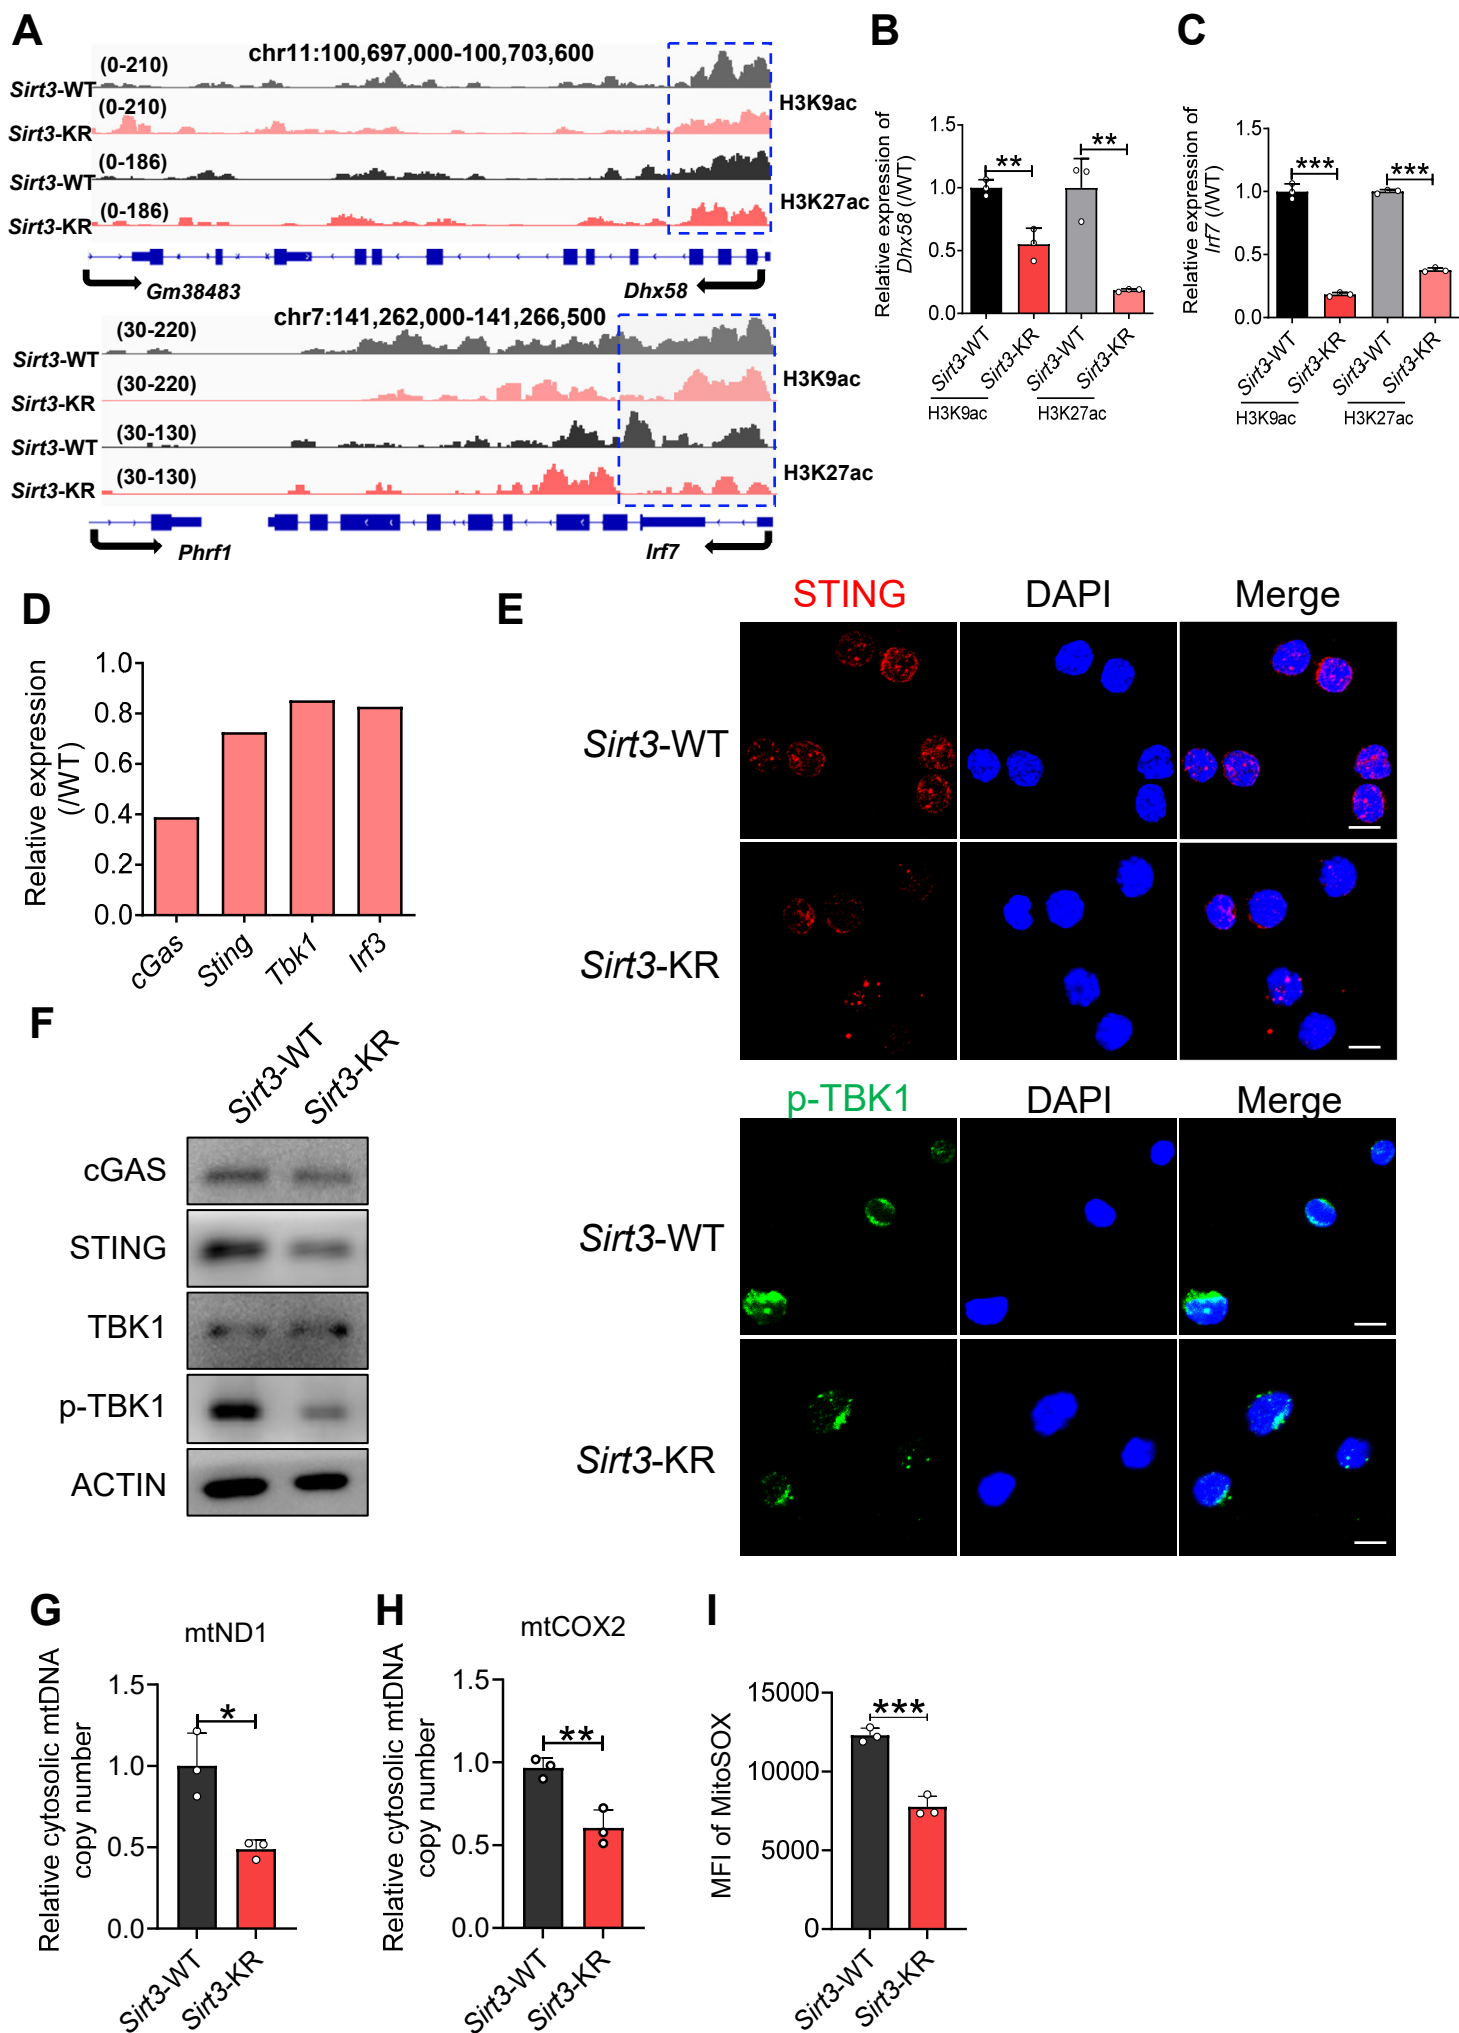 A
chr11:100,697,000-100,703,600
(0-210)
Sirt3-WT
H3K9ac
(0-210)
Sirt3-KR
(0-186)
Sirt3-WT
H3K27ac
(0-186)
Sirt3-KR
Gm38483
Dhx58
chr7:141,262,000-141,266,500
(30-220)
Sirt3-WT
H3K9ac
(30-220)
Sirt3-KR
(30-130)
Sirt3-WT
H3K27ac
(30-130)
Sirt3-KR
Phrf1
Irf7
B
Relative expression of
Dhx58 (/WT)
1.5
1.0
0.5
0.0
**
**
Sirt3-WT
Sirt3-KR
Sirt3-WT
Sirt3-KR
H3K9ac
H3K27ac
C
Relative expression of
Irf7 (/WT)
1.5
1.0
0.5
0.0
***
***
Sirt3-WT
Sirt3-KR
Sirt3-WT
Sirt3-KR
H3K9ac
H3K27ac
D
Relative expression
(/WT)
1.0
0.8
0.6
0.4
0.2
0.0
cGas
Sting
Tbk1
Irf3
E
STING
DAPI
Merge
Sirt3-WT
Sirt3-KR
p-TBK1
DAPI
Merge
Sirt3-WT
Sirt3-KR
F
Sirt3-WT
Sirt3-KR
cGAS
STING
TBK1
p-TBK1
ACTIN
G
mtND1
Relative cytosolic mtDNA
copy number
1.5
1.0
0.5
0.0
*
Sirt3-WT
Sirt3-KR
H
mtCOX2
Relative cytosolic mtDNA
copy number
1.5
1.0
0.5
0.0
**
Sirt3-WT
Sirt3-KR
I
MFI of MitoSOX
15000
10000
5000
0
***
Sirt3-WT
Sirt3-KR